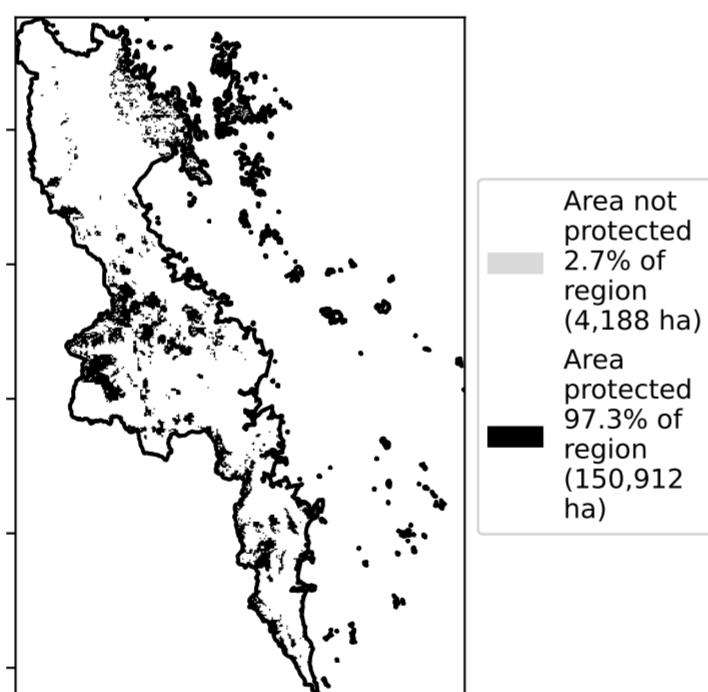 Area not
protected
2.7% of
region
(4,188 ha)
Area
protected
97.3% of
region
(150,912
ha)